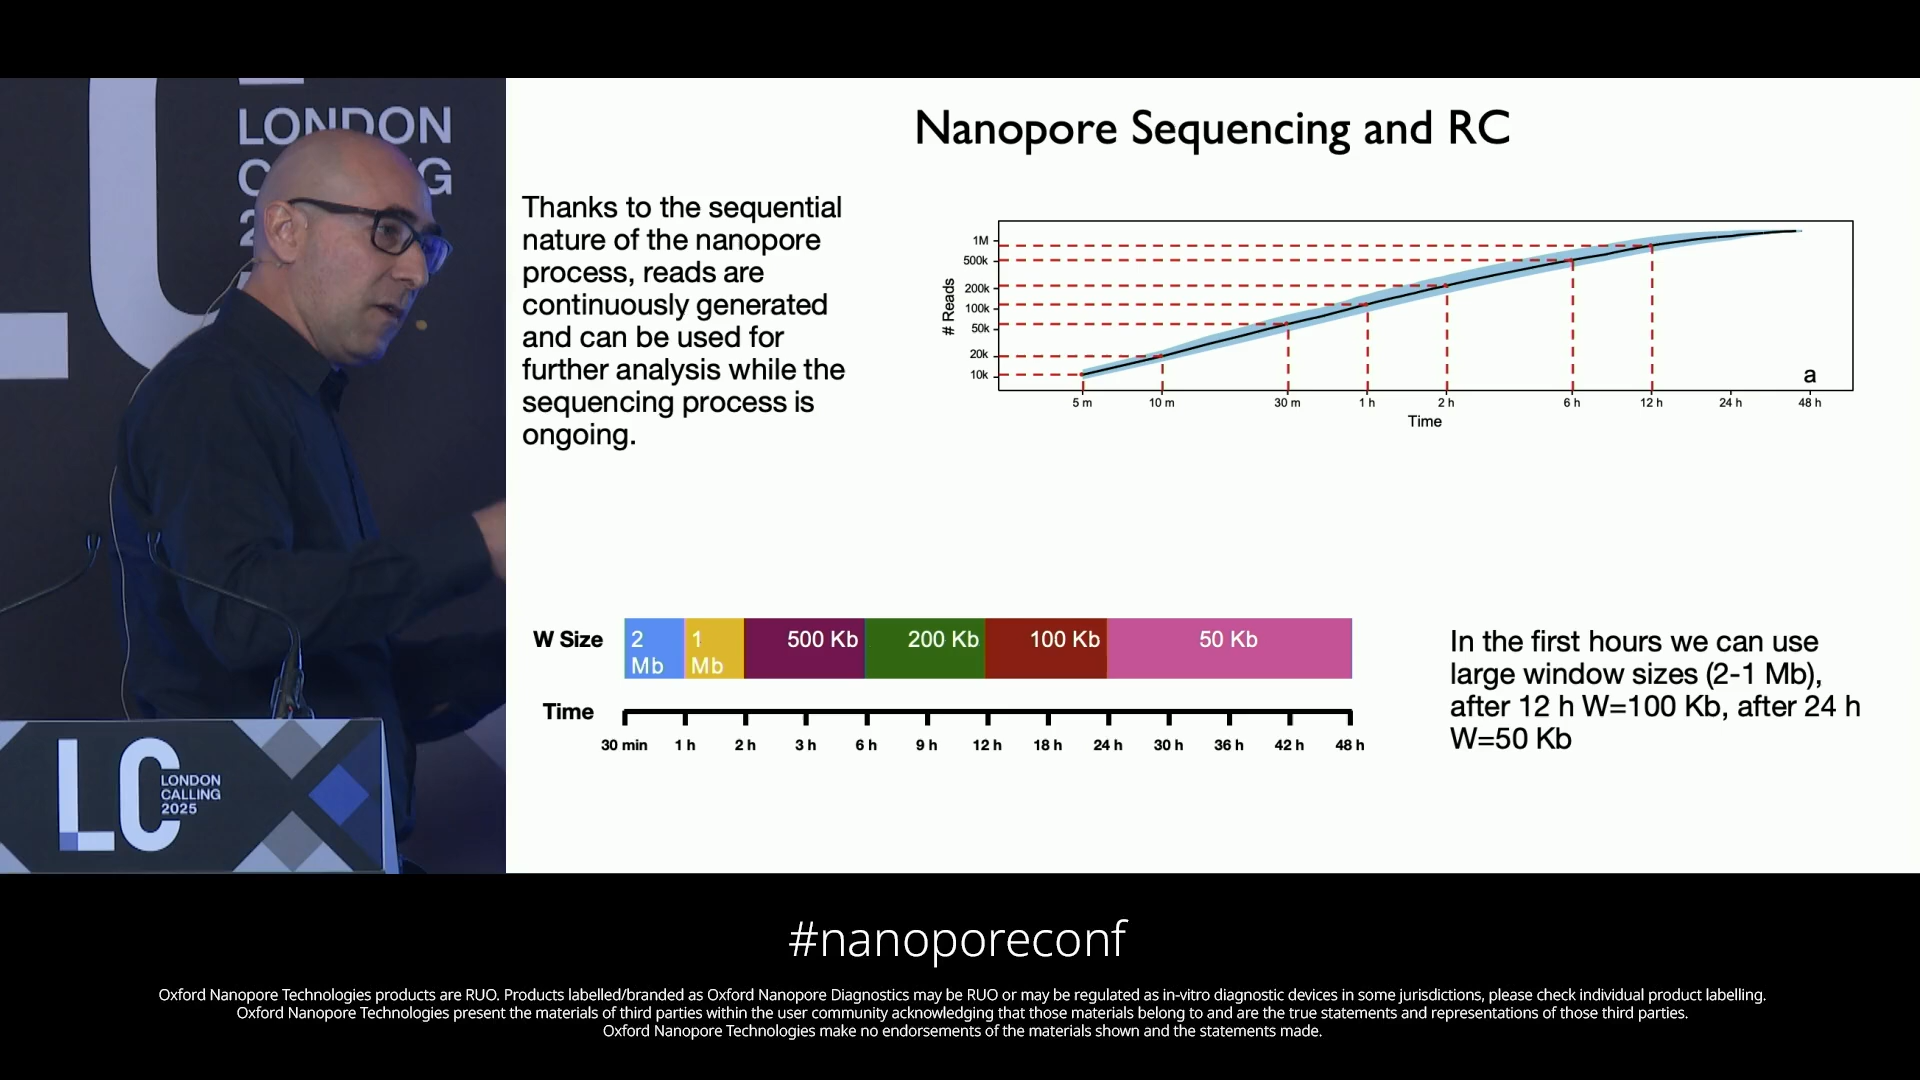 LONDON
Nanopore Sequencing and RC
Thanks to the sequential
nature of the nanopore
process, reads are
continuously generated
and can be used for
further analysis while the
sequencing process is
ongoing.
# Reads
1M
500k
200k
100k
50k
20k
10k
a
5 m
10 m
30 m
1 h
2 h
6 h
12 h
24 h
48 h
Time
W Size
2 Mb
1 Mb
500 Kb
200 Kb
100 Kb
50 Kb
Time
30 min
1 h
2 h
3 h
6 h
9 h
12 h
18 h
24 h
30 h
36 h
42 h
48 h
In the first hours we can use
large window sizes (2-1 Mb),
after 12 h W=100 Kb, after 24 h
W=50 Kb
LC
LONDON
CALLING
2025
#nanoporeconf
Oxford Nanopore Technologies products are RUO. Products labelled/branded as Oxford Nanopore Diagnostics may be RUO or may be regulated as in-vitro diagnostic devices in some jurisdictions, please check individual product labelling.
Oxford Nanopore Technologies present the materials of third parties within the user community acknowledging that those materials belong to and are the true statements and representations of those third parties.
Oxford Nanopore Technologies make no endorsements of the materials shown and the statements made.